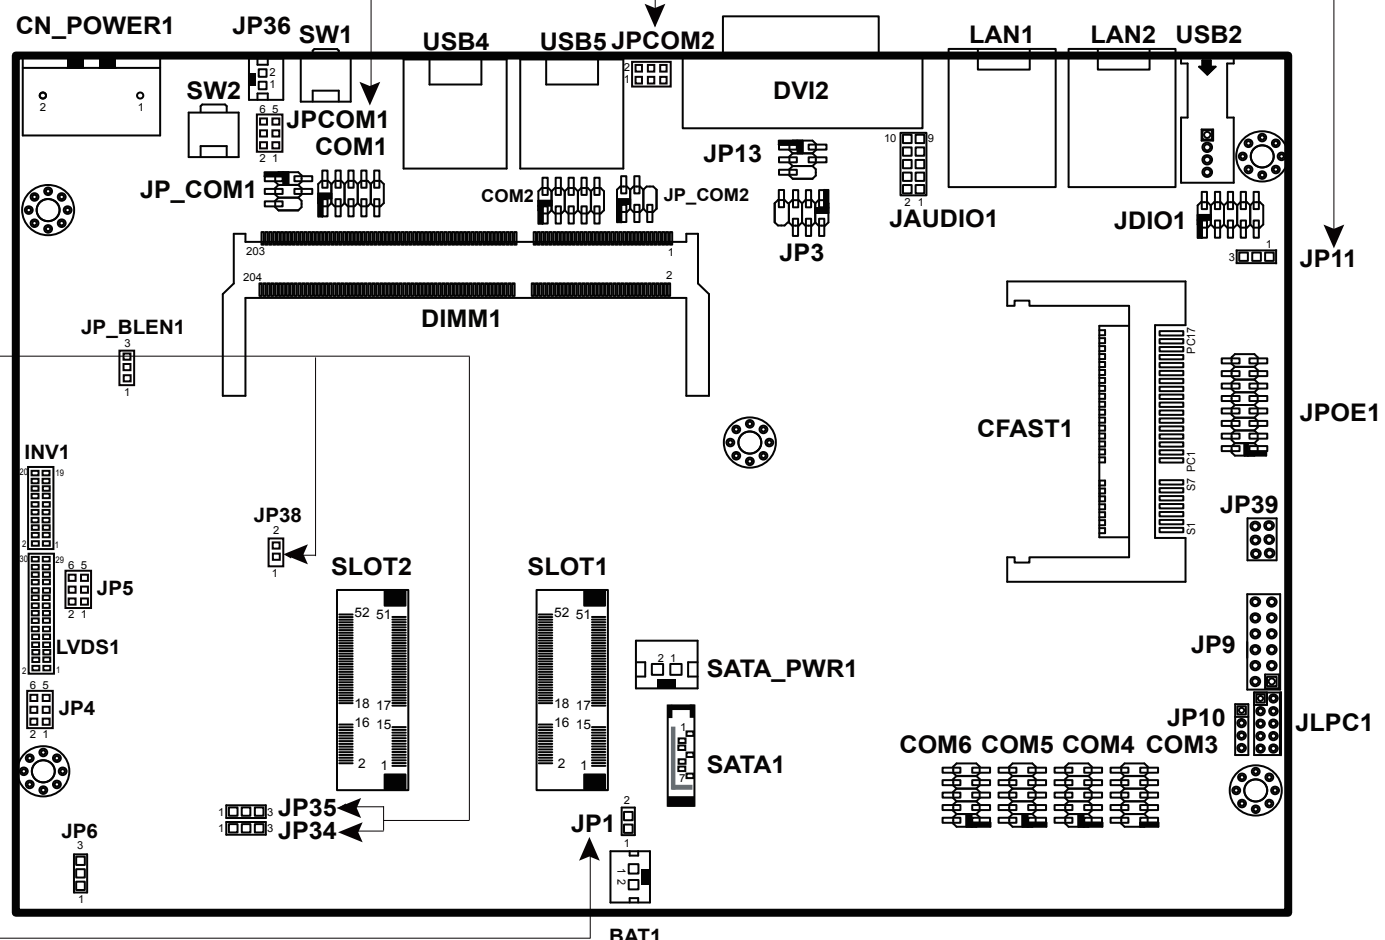 CN_POWER1 JP36 SW1 USB4 USB5 JPCOM2 LAN1 LAN2 USB2
2 1
2
1
SW2
2
1
DVI2
6 5
JPCOM1
2 1
COM1
JP13
10 9
JP_COM1
COM2
JP_COM2
2 1
JAUDIO1
JDIO1
JP3
203 1
1
3
JP11
204 2
DIMM1
JP_BLEN1
3
1
PC17
CFAST1
JPOE1
PC1
S7
S1
INV1
20 19
2 1
JP38
2
1
JP39
30 29
6 5
JP5
2 1
LVDS1
2 1
SLOT2 SLOT1
52 51
52 51
18 17
18 17
16 15
16 15
2 1
2 1
JP9
2 1
SATA_PWR1
6 5
JP4
2 1
JP10
JLPC1
1
7
SATA1
COM6 COM5 COM4 COM3
1 3 JP35
1 3 JP34
2
JP1
1
JP6
3
1
1
2
BAT1